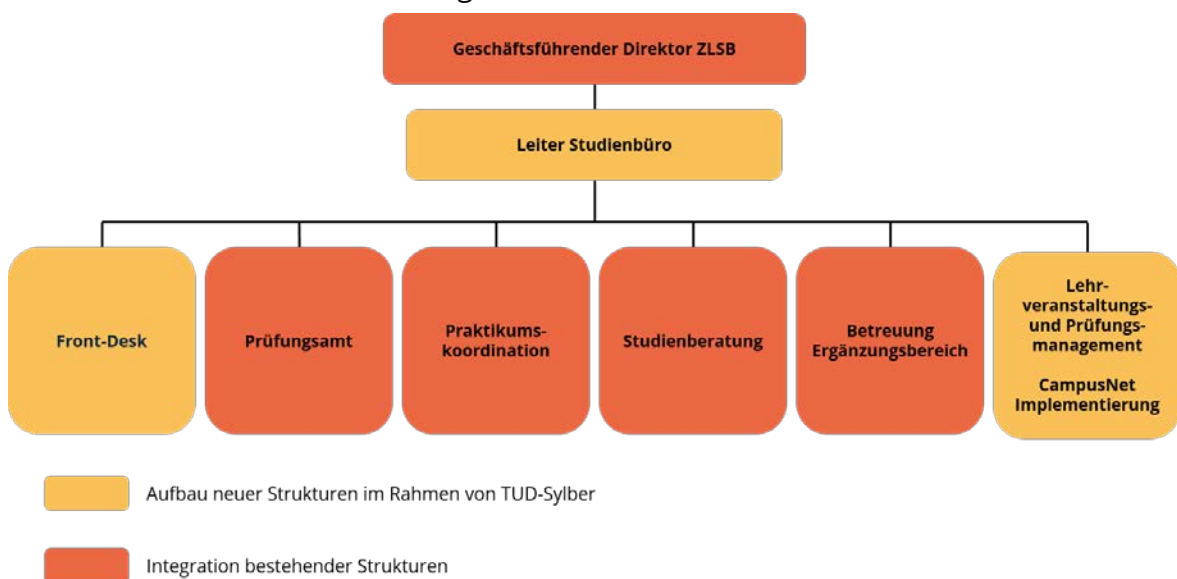 Geschäftsführender Direktor ZLSB
Leiter Studienbüro
Front-Desk
Prüfungsamt
Praktikums-
koordination
Studienberatung
Betreuung
Ergänzungsbereich
Lehr-
veranstaltungs-
und Prüfungs-
management
CampusNet
Implementierung
Aufbau neuer Strukturen im Rahmen von TUD-Sylber
Integration bestehender Strukturen